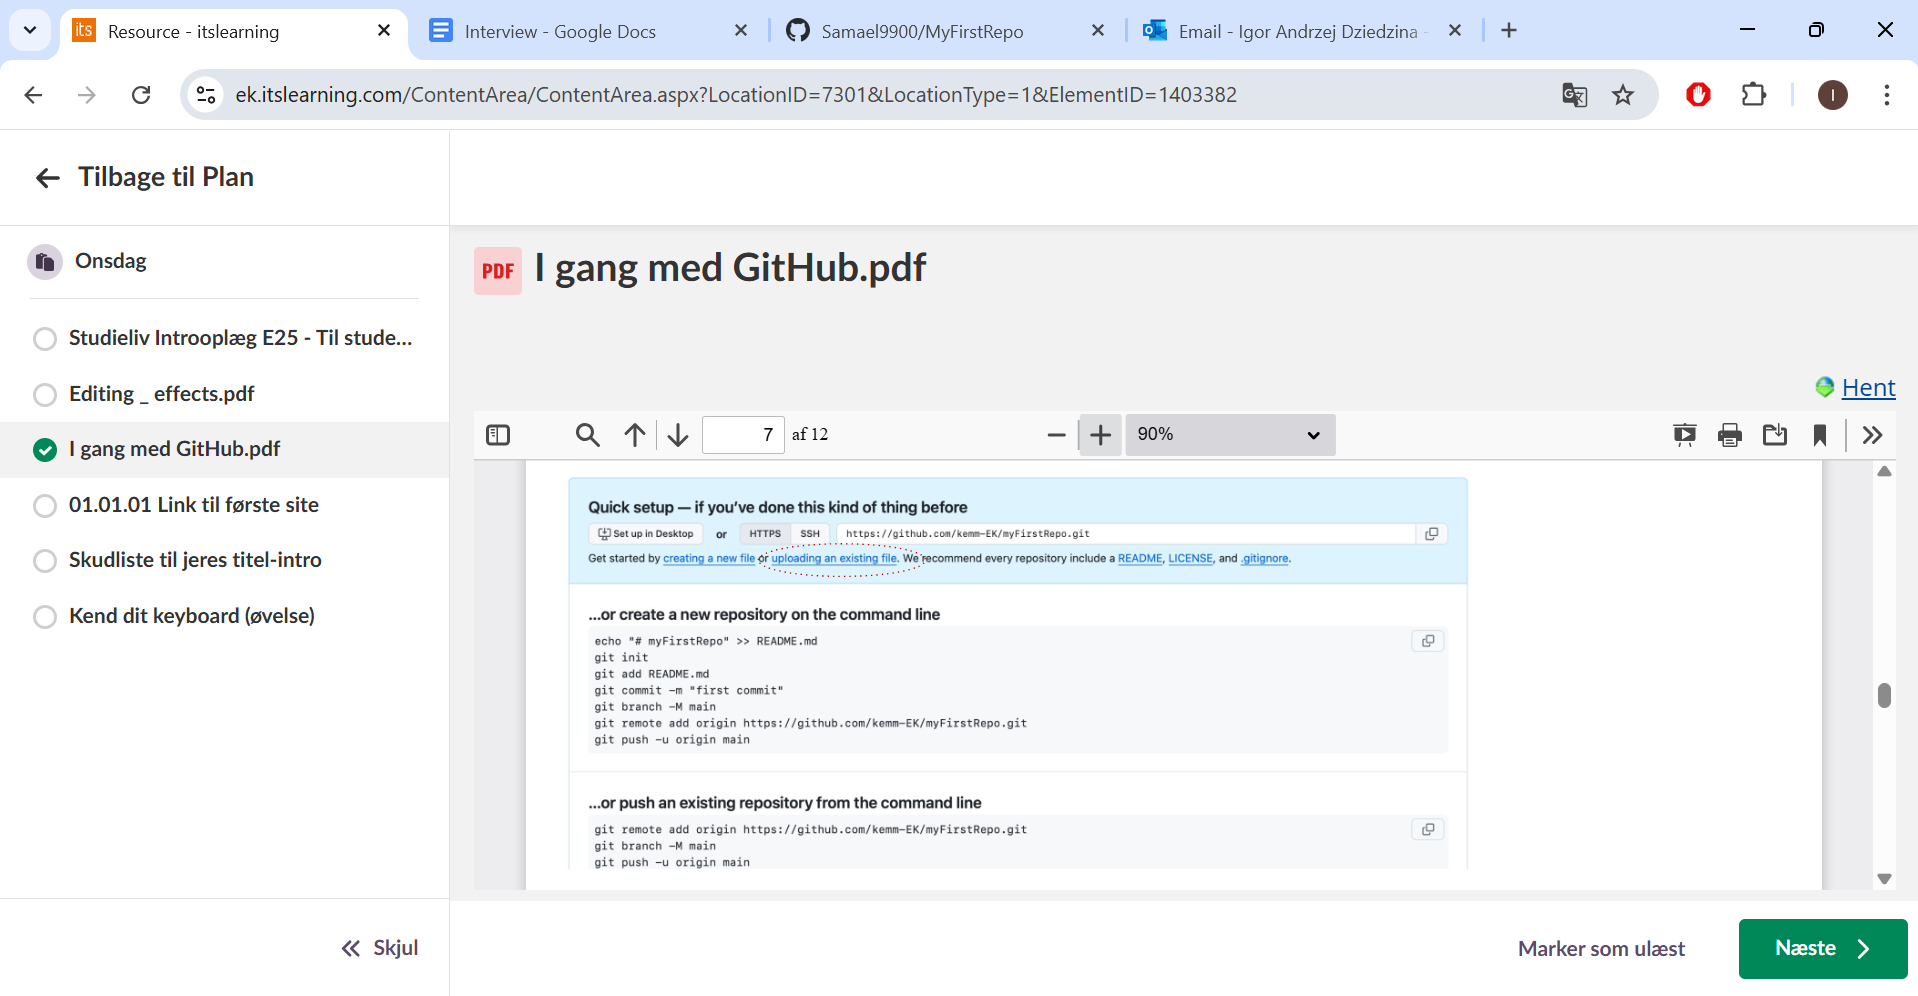 its Resource - itslearning
Interview - Google Docs
Samael9900/MyFirstRepo
Email - Igor Andrzej Dziedzina -
ek.itslearning.com/ContentArea/ContentArea.aspx?LocationID=7301&LocationType=1&ElementID=1403382
I
Tilbage til Plan
Onsdag
Studieliv Introoplæg E25 - Til stude...
Editing _ effects.pdf
I gang med GitHub.pdf
01.01.01 Link til første site
Skudliste til jeres titel-intro
Kend dit keyboard (øvelse)
Skjul
PDF I gang med GitHub.pdf
Hent
7 af 12
90%
Quick setup — if you've done this kind of thing before
Set up in Desktop or HTTPS SSH https://github.com/kemm-EK/myFirstRepo.git
Get started by creating a new file or uploading an existing file. We recommend every repository include a README, LICENSE, and .gitignore.
...or create a new repository on the command line
echo "# myFirstRepo" >> README.md
git init
git add README.md
git commit -m "first commit"
git branch -M main
git remote add origin https://github.com/kemm-EK/myFirstRepo.git
git push -u origin main
...or push an existing repository from the command line
git remote add origin https://github.com/kemm-EK/myFirstRepo.git
git branch -M main
git push -u origin main
Marker som ulæst
Næste